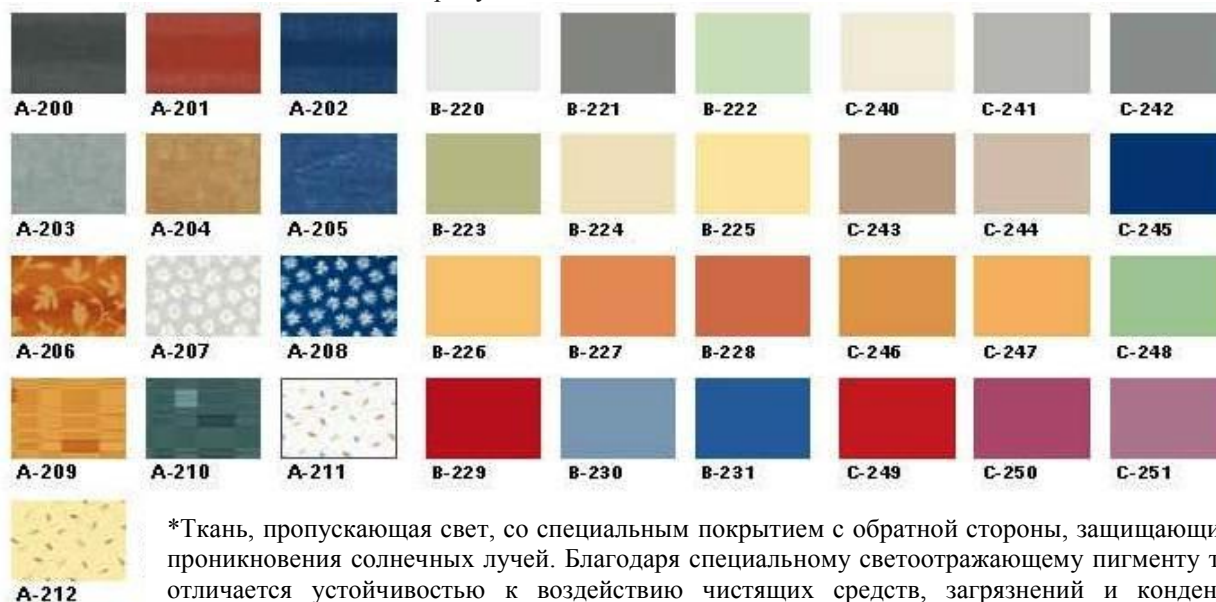 A-200 A-201 A-202 B-220 B-221 B-222 C-240 C-241 C-242
A-203 A-204 A-205 B-223 B-224 B-225 C-243 C-244 C-245
A-206 A-207 A-208 B-226 B-227 B-228 C-246 C-247 C-248
A-209 A-210 A-211 B-229 B-230 B-231 C-249 C-250 C-251
*Ткань, пропускающая свет, со специальным покрытием с обратной стороны, защищающи
проникновения солнечных лучей. Благодаря специальному светоотражающему пигменту т
отличается устойчивостью к воздействию чистящих средств, загрязнений и конден
A-212